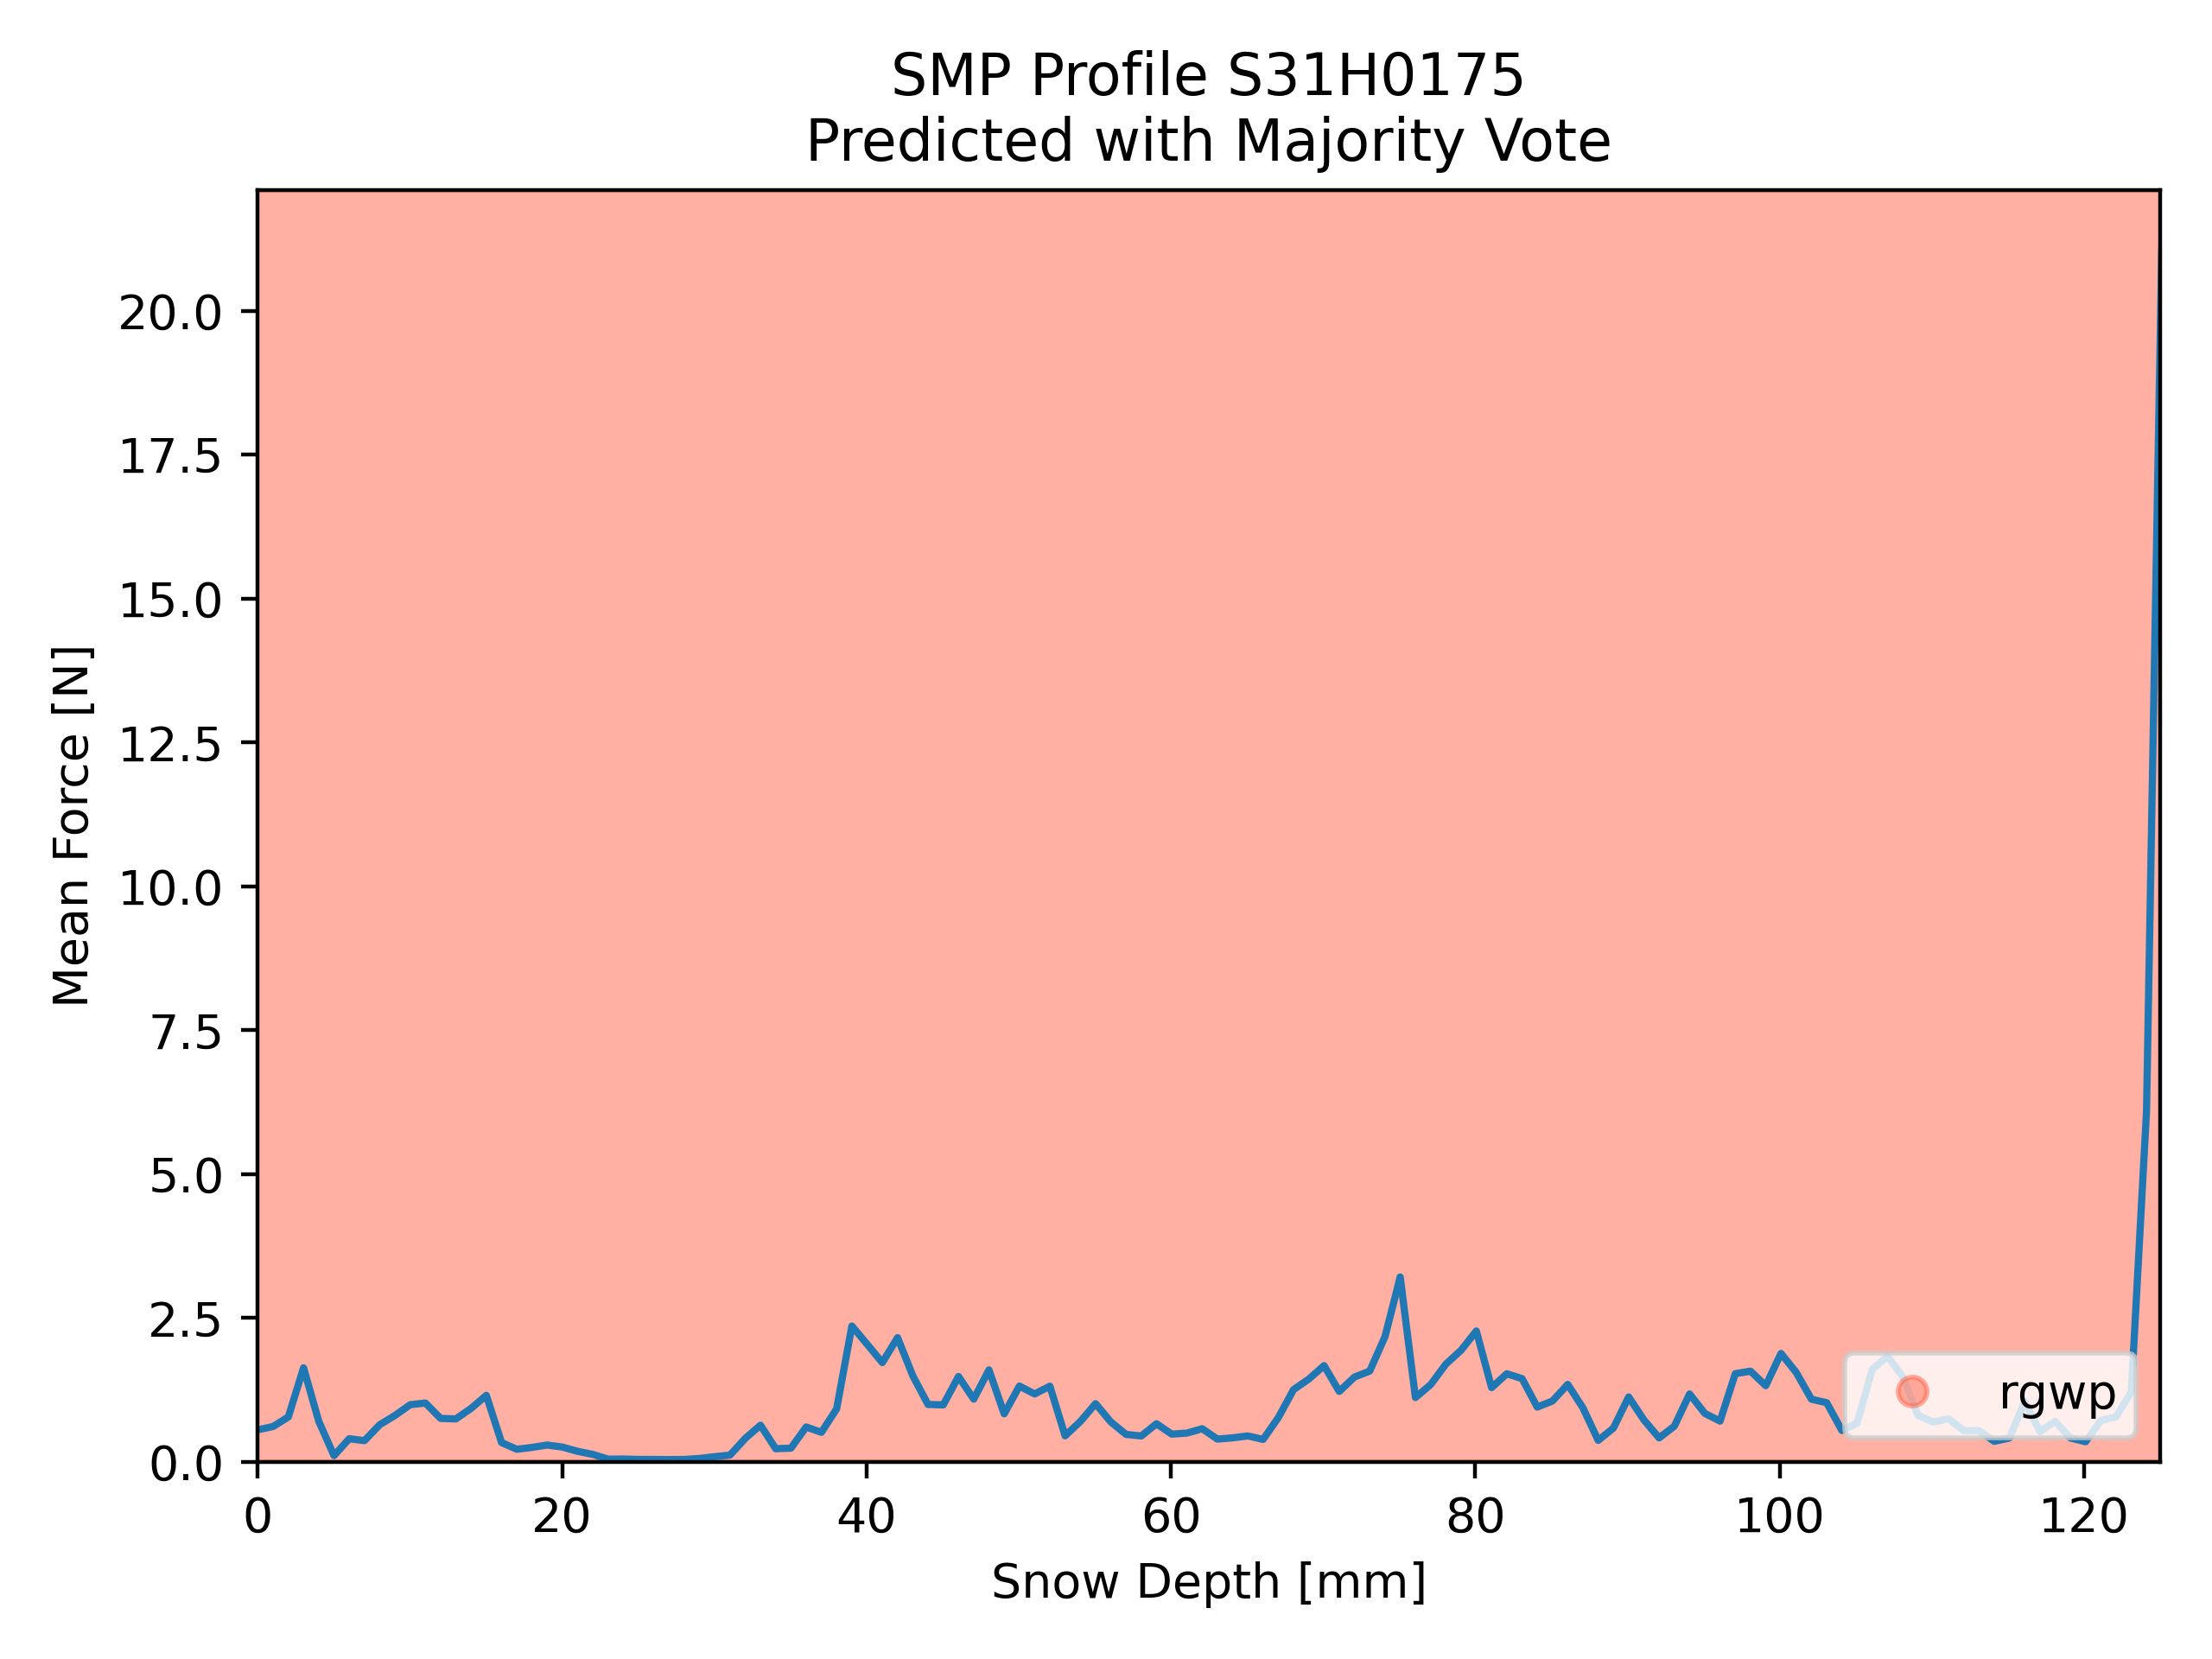 SMP Profile S31H0175
Predicted with Majority Vote
20.0
17.5
15.0
12.5
10.0
7.5
5.0
2.5
0.0
Mean Force [N]
rgwp
0 20 40 60 80 100 120
Snow Depth [mm]